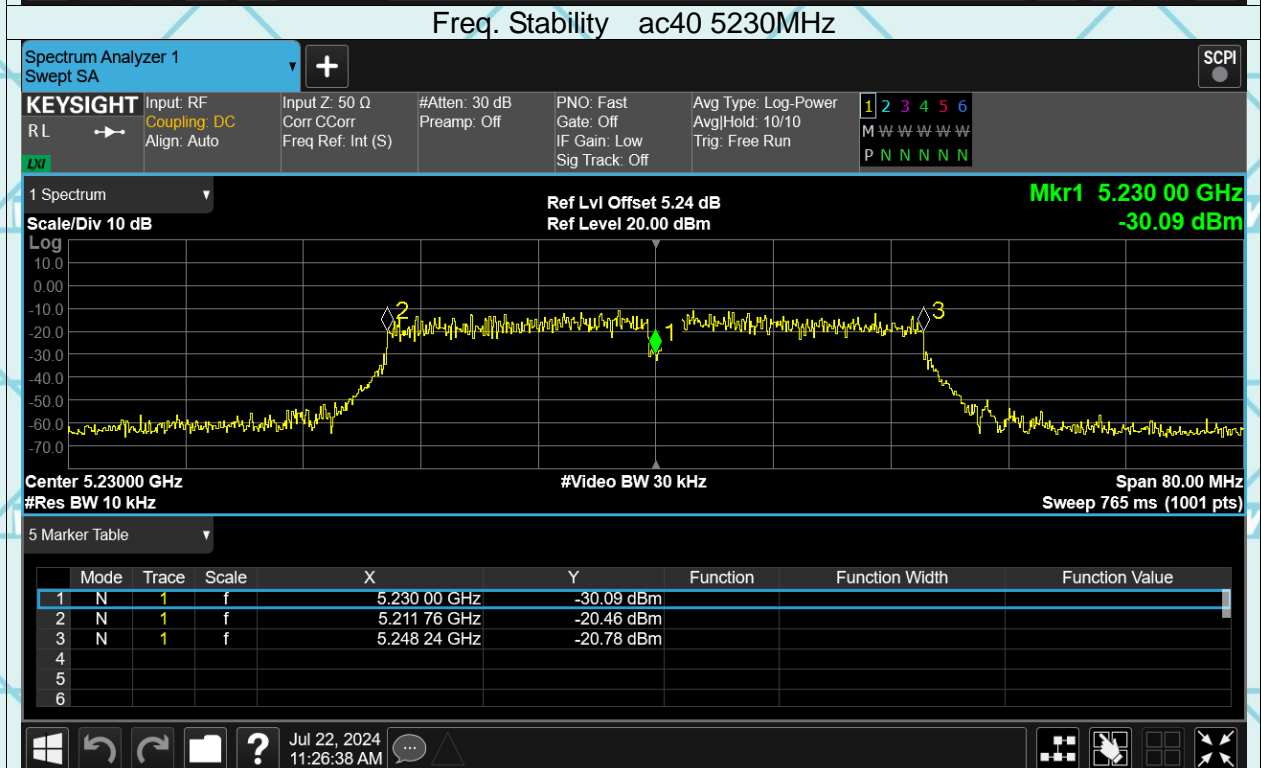 Freq. Stability ac40 5230MHz
Spectrum Analyzer 1
Swept SA
+
SCPI
KEYSIGHT
R L
LXI
Input: RF
Coupling: DC
Align: Auto
Input Z: 50 Ω
Corr CCorr
Freq Ref: Int (S)
#Atten: 30 dB
Preamp: Off
PNO: Fast
Gate: Off
IF Gain: Low
Sig Track: Off
Avg Type: Log-Power
Avg|Hold: 10/10
Trig: Free Run
1 2 3 4 5 6
M W W W W W
P N N N N N
1 Spectrum
Scale/Div 10 dB
Ref Lvl Offset 5.24 dB
Ref Level 20.00 dBm
Mkr1 5.230 00 GHz
-30.09 dBm
Log
10.0
0.00
-10.0
-20.0
-30.0
-40.0
-50.0
-60.0
-70.0
2
1
3
Center 5.23000 GHz
#Video BW 30 kHz
Span 80.00 MHz
#Res BW 10 kHz
Sweep 765 ms (1001 pts)
5 Marker Table
Mode Trace Scale X Y Function Function Width Function Value
1 N 1 f 5.230 00 GHz -30.09 dBm
2 N 1 f 5.211 76 GHz -20.46 dBm
3 N 1 f 5.248 24 GHz -20.78 dBm
4
5
6
?
Jul 22, 2024
11:26:38 AM